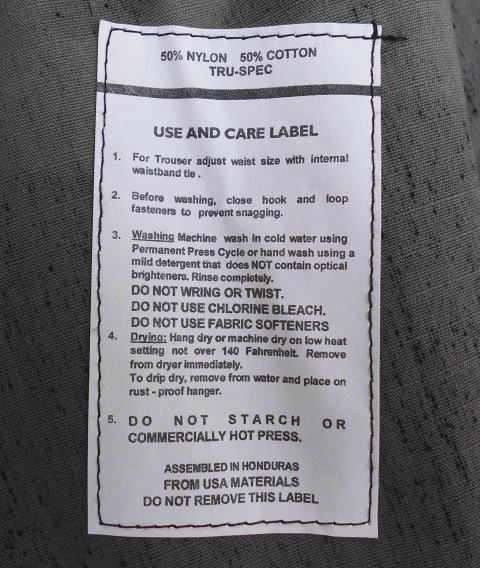 50% NYLON 50% COTTON
TRU-SPEC
USE AND CARE LABEL
1. For Trouser adjust waist size with internal
waistband tie .
2. Before washing, close hook and loop
fasteners to prevent snagging.
3. Washing Machine wash in cold water using
Permanent Press Cycle or hand wash using a
mild detergent that does NOT contain optical
brighteners. Rinse completely.
DO NOT WRING OR TWIST.
DO NOT USE CHLORINE BLEACH.
DO NOT USE FABRIC SOFTENERS
4. Drying: Hang dry or machine dry on low heat
setting not over 140 Fahrenheit. Remove
from dryer immediately.
To drip dry, remove from water and place on
rust - proof hanger.
5. DO NOT STARCH OR
COMMERCIALLY HOT PRESS.
ASSEMBLED IN HONDURAS
FROM USA MATERIALS
DO NOT REMOVE THIS LABEL